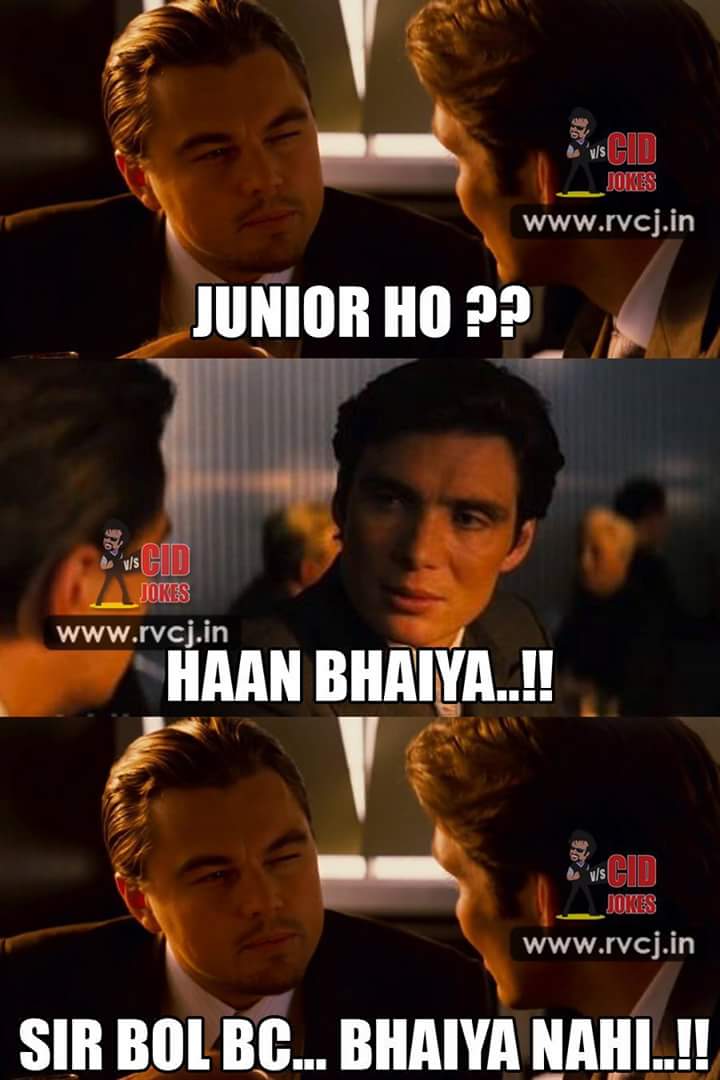 V/S CID
JOKES
www.rvcj.in
JUNIOR HO ??
V/S CID
JOKES
www.rvcj.in
HAAN BHAIYA..!!
V/S CID
JOKES
www.rvcj.in
SIR BOL BC... BHAIYA NAHI..!!